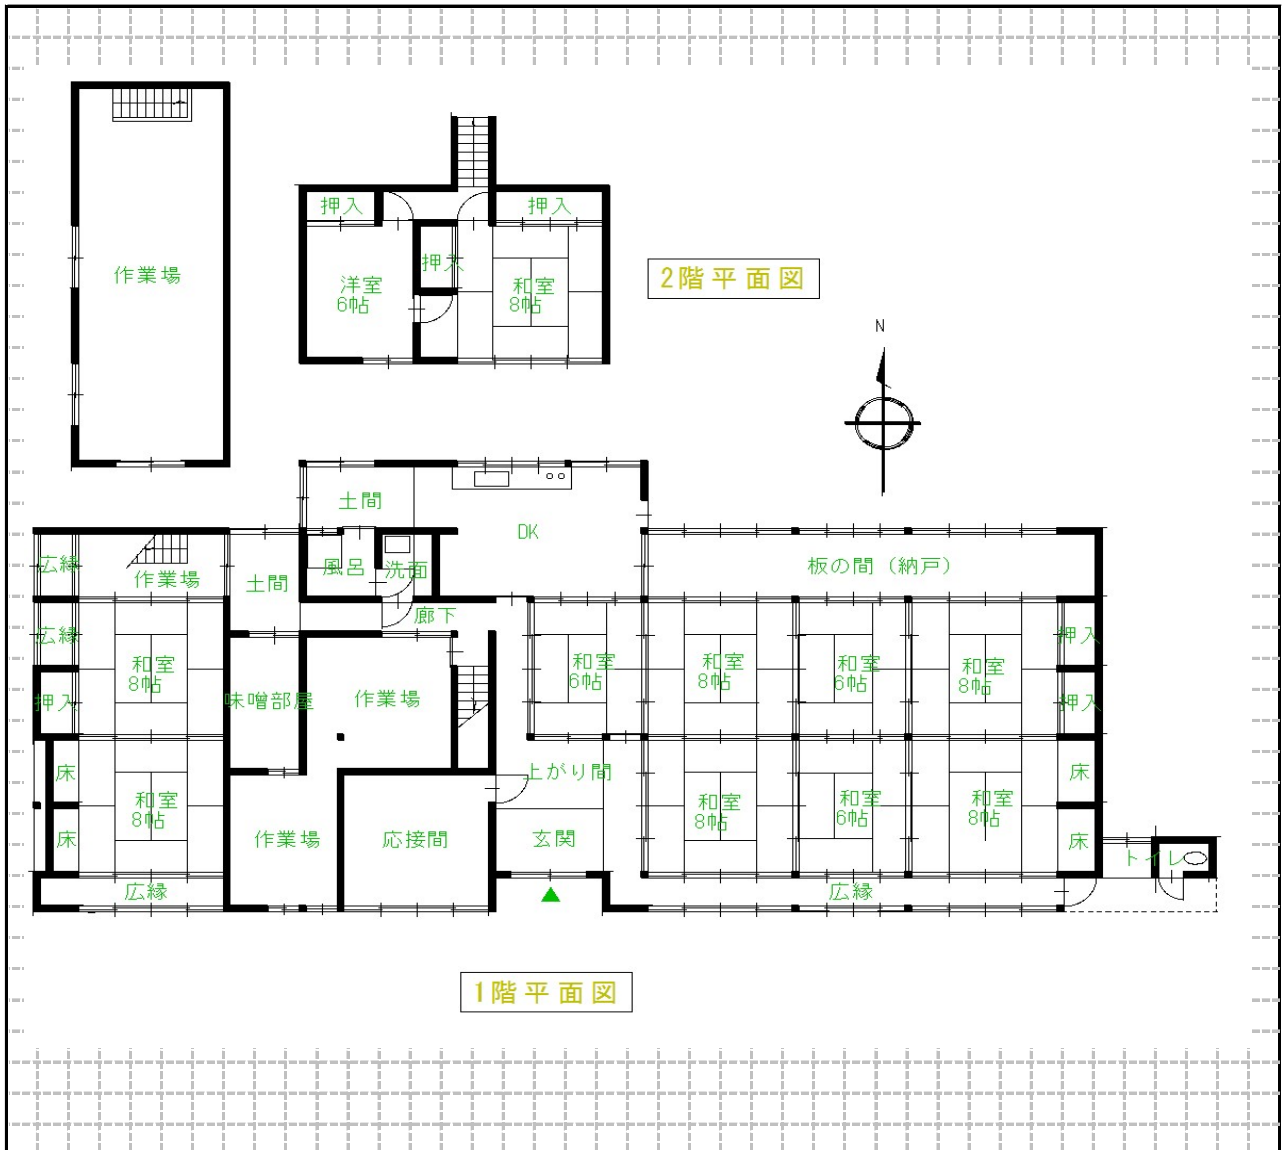 押入
押入
作業場
押入
洋室
6帖
和室
8帖
2階平面図
N
土間
DK
広縁
作業場
土間
風呂
洗面
板の間（納戸）
廊下
広縁
和室
8帖
押入
味噌部屋
作業場
和室
6帖
和室
8帖
和室
6帖
和室
8帖
押入
押入
床
床
和室
8帖
作業場
応接間
上がり間
玄関
和室
8帖
和室
6帖
和室
8帖
床
床
トイレ
広縁
広縁
1階平面図